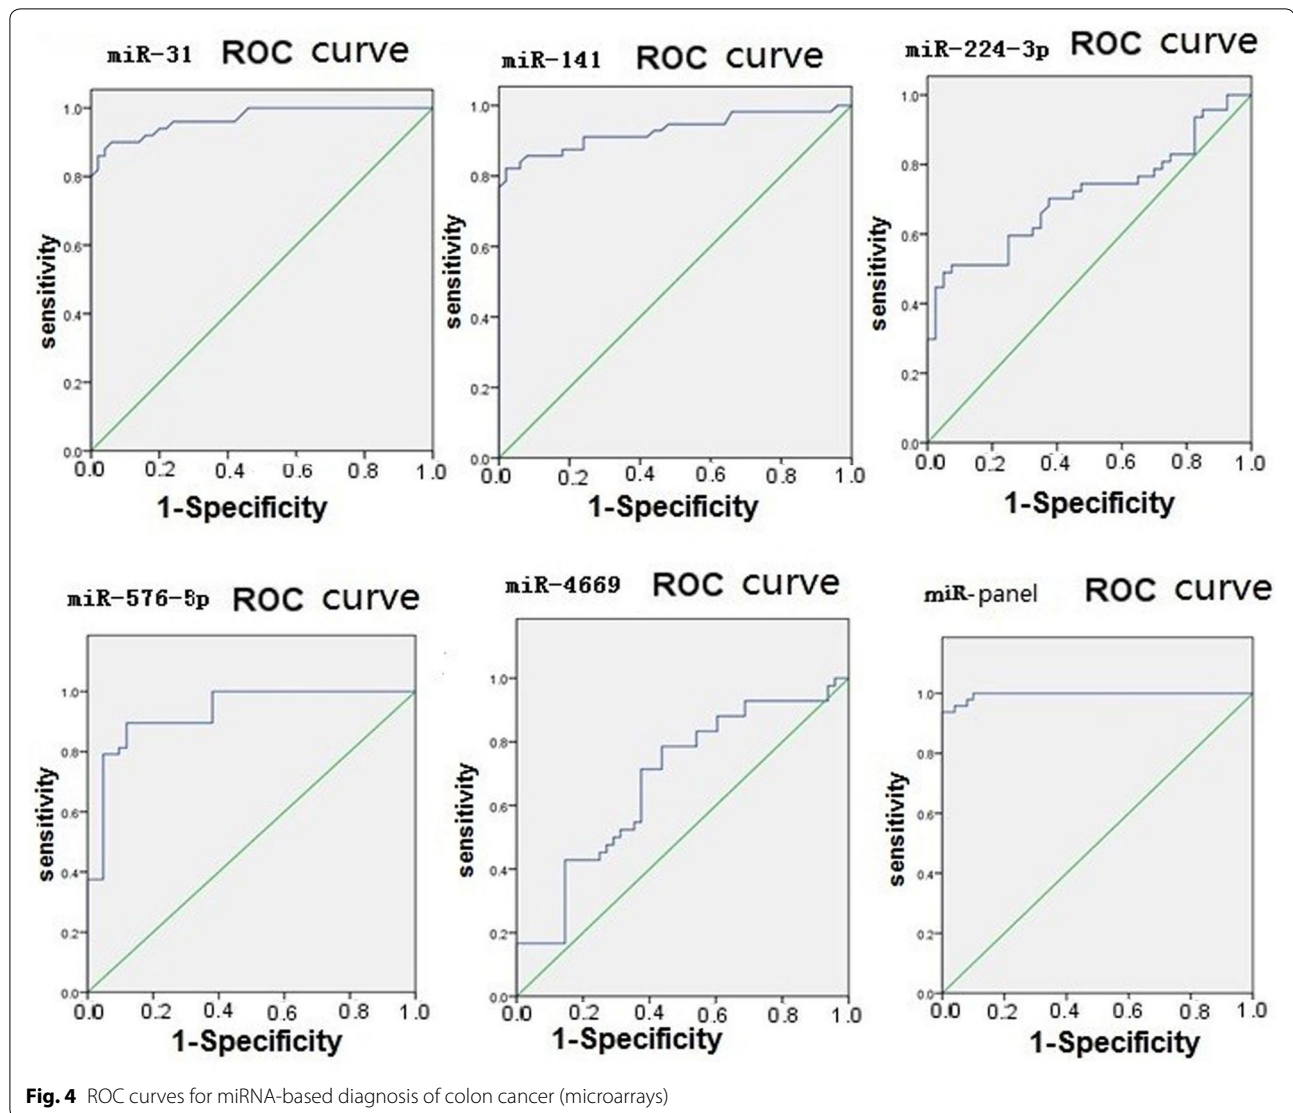 miR-31 ROC curve
1.0
0.8
0.6
0.4
0.2
0.0
sensitivity
0.0 0.2 0.4 0.6 0.8 1.0
1-Specificity
miR-141 ROC curve
1.0
0.8
0.6
0.4
0.2
0.0
sensitivity
0.0 0.2 0.4 0.6 0.8 1.0
1-Specificity
miR-224-3p ROC curve
1.0
0.8
0.6
0.4
0.2
0.0
sensitivity
0.0 0.2 0.4 0.6 0.8 1.0
1-Specificity
miR-576-5p ROC curve
1.0
0.8
0.6
0.4
0.2
0.0
sensitivity
0.0 0.2 0.4 0.6 0.8 1.0
1-Specificity
miR-4669 ROC curve
1.0
0.8
0.6
0.4
0.2
0.0
sensitivity
0.0 0.2 0.4 0.6 0.8 1.0
1-Specificity
miR-panel ROC curve
1.0
0.8
0.6
0.4
0.2
0.0
sensitivity
0.0 0.2 0.4 0.6 0.8 1.0
1-Specificity
Fig. 4 ROC curves for miRNA-based diagnosis of colon cancer (microarrays)